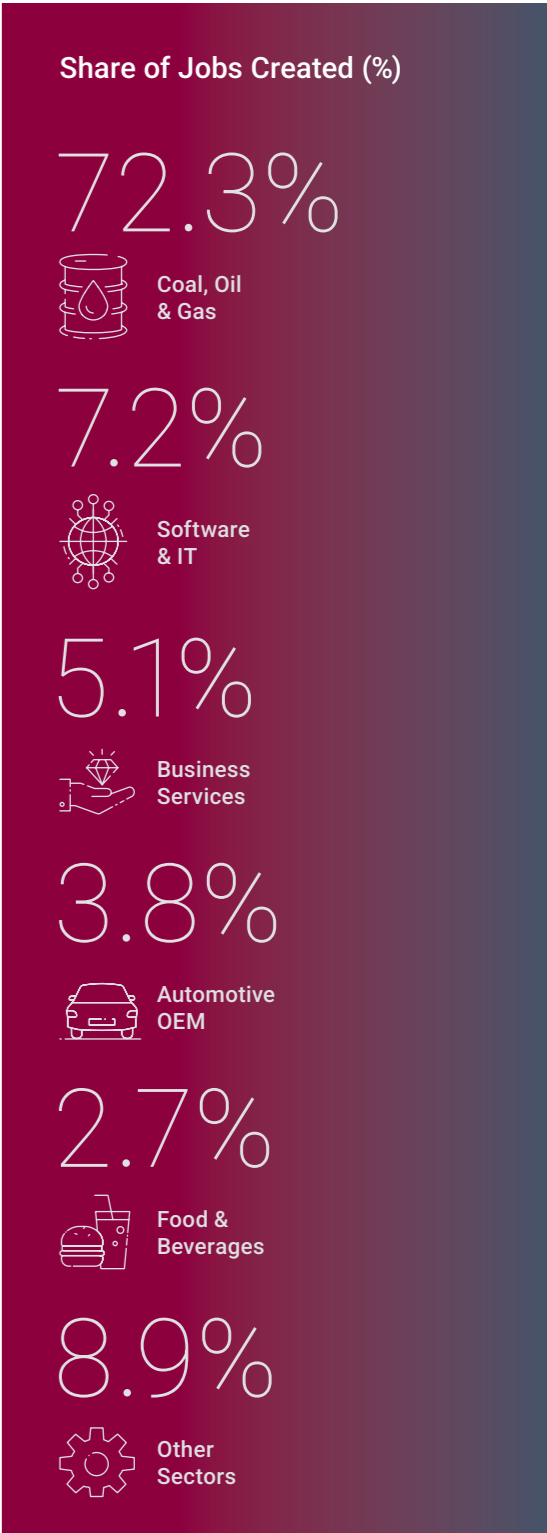 Share of Jobs Created (%)
72.3%
Coal, Oil
& Gas
7.2%
Software
& IT
5.1%
Business
Services
3.8%
Automotive
OEM
2.7%
Food &
Beverages
8.9%
Other
Sectors